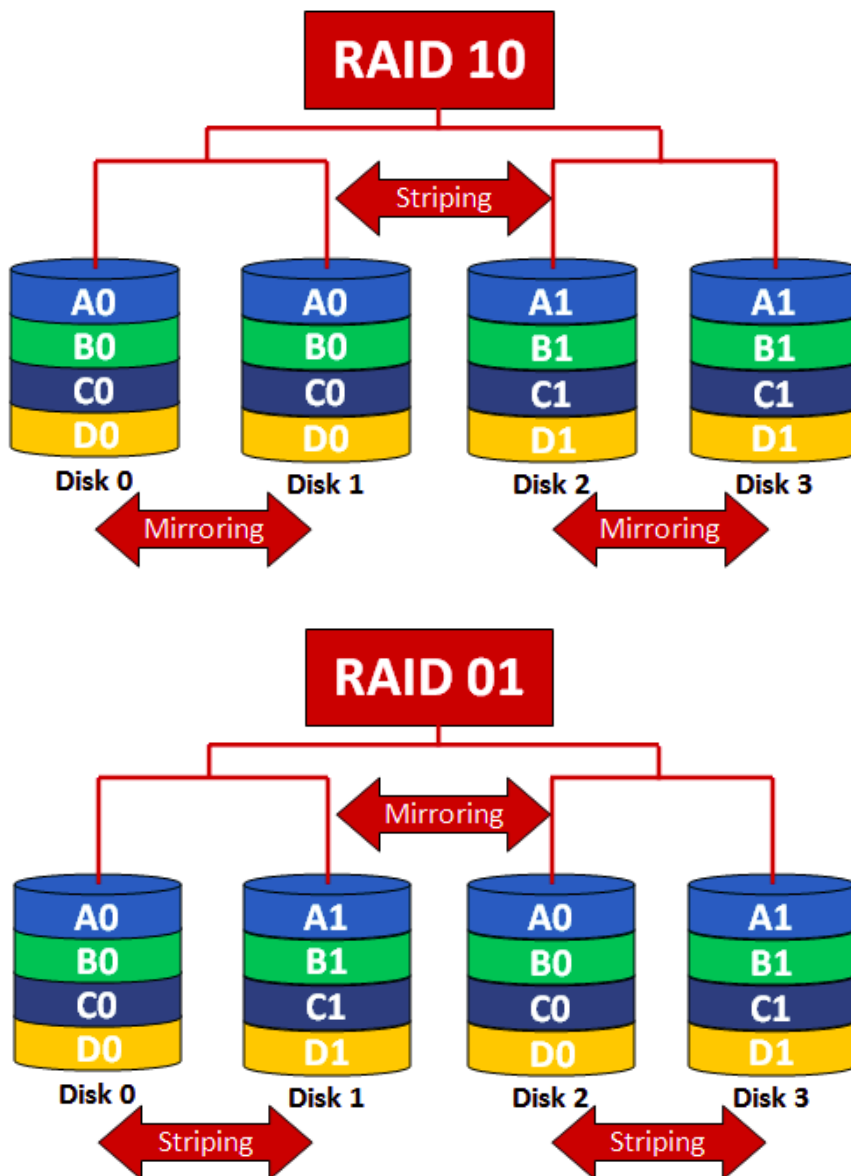 RAID 10
Striping
A0 A0 A1 A1
B0 B0 B1 B1
C0 C0 C1 C1
D0 D0 D1 D1
Disk 0 Disk 1 Disk 2 Disk 3
Mirroring Mirroring
RAID 01
Mirroring
A0 A1 A0 A1
B0 B1 B0 B1
C0 C1 C0 C1
D0 D1 D0 D1
Disk 0 Disk 1 Disk 2 Disk 3
Striping Striping